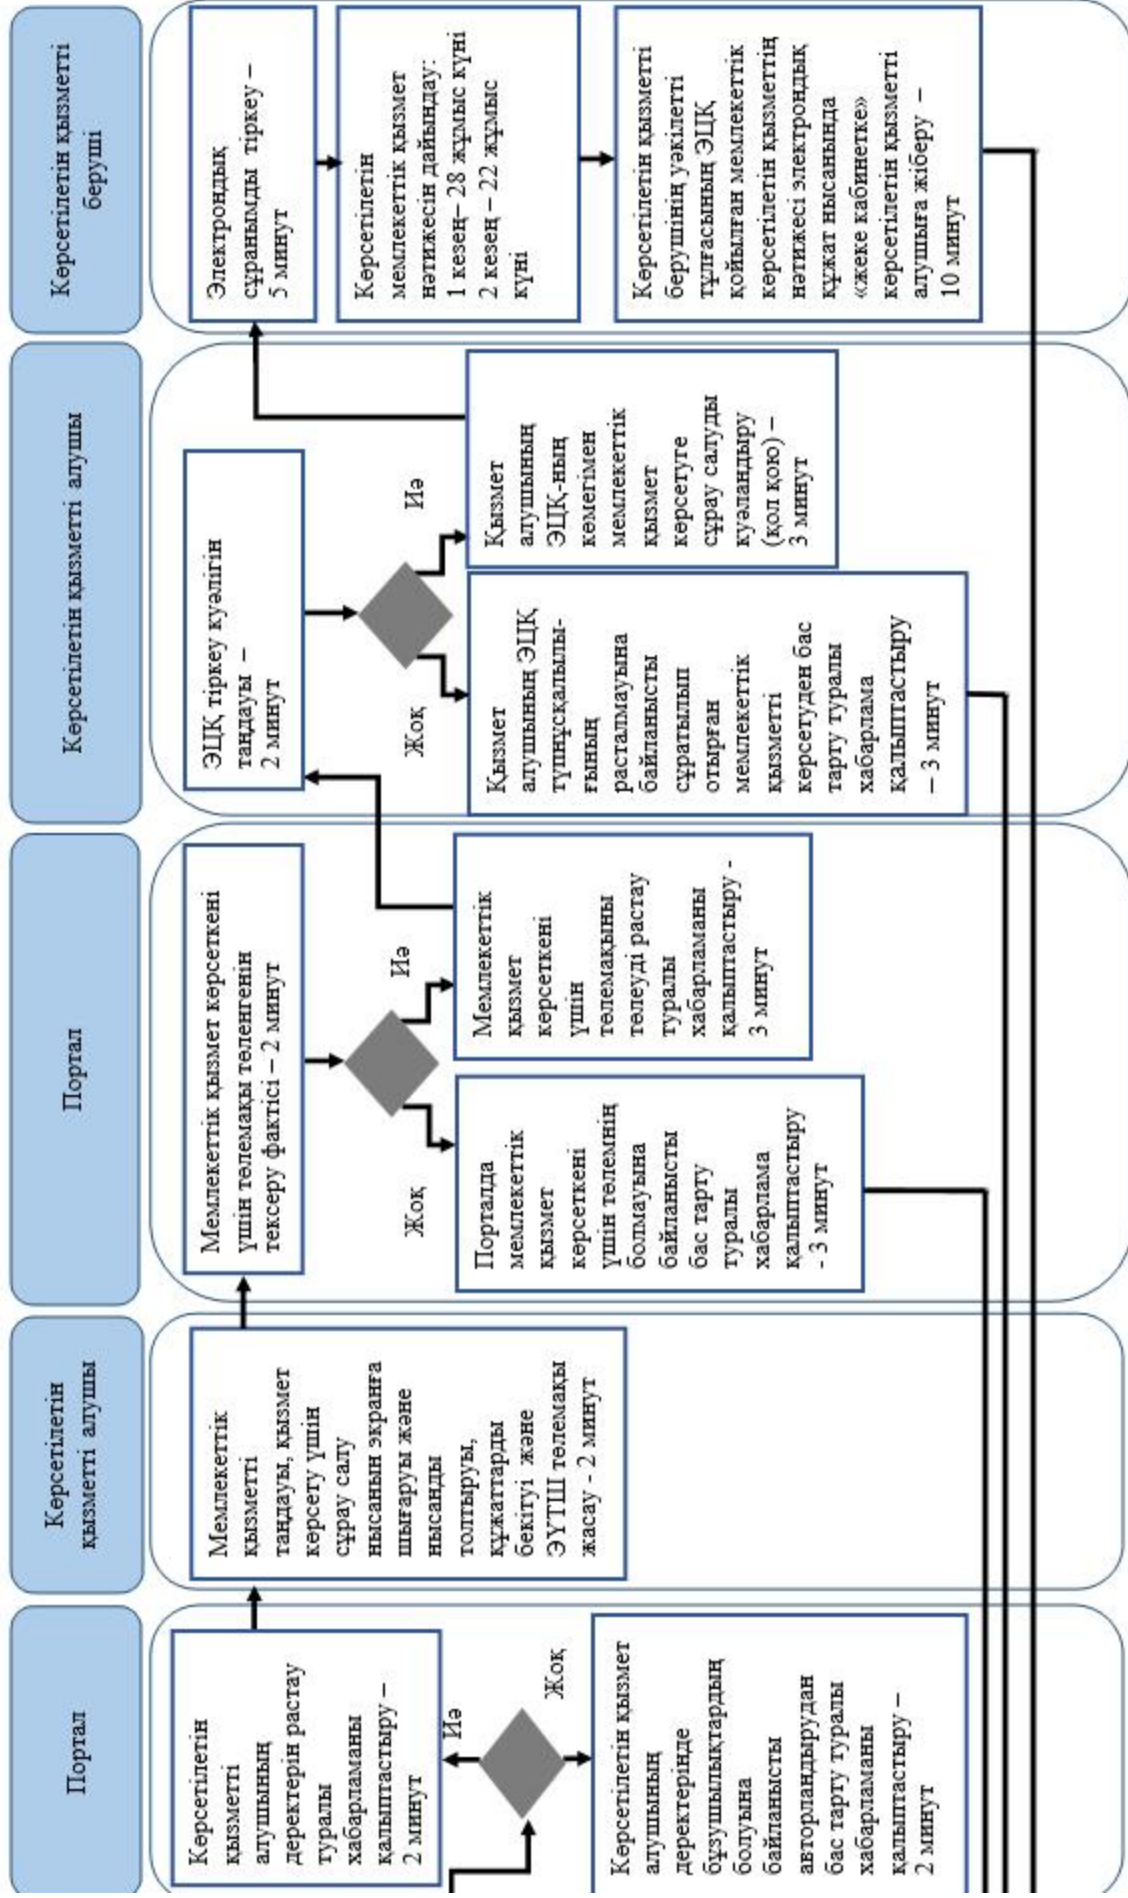 Портал
Көрсетілетін
қызметті
алушының
деректерін растау
туралы
хабарламаны
қалыптастыру –
2 минут
Иә
Жоқ
Көрсетілетін қызмет
алушының
деректерінде
бұзушылықтардың
болуына
байланысты
авторландырудан
бас тарту туралы
хабарламаны
қалыптастыру –
2 минут
Көрсетілетін
қызметті алушы
Мемлекеттік
қызметті
таңдауы, қызмет
көрсету үшін
сұрау салу
нысанын экранға
шығаруы және
нысанды
толтыруы,
құжаттарды
бекітуі және
ЭҮТШ төлемақы
жасау - 2 минут
Портал
Мемлекеттік қызмет көрсеткені
үшін төлемақы төленгенін
тексеру фактісі – 2 минут
Жоқ
Иә
Порталда
мемлекеттік
қызмет
көрсеткені
үшін төлемнің
болмауына
байланысты
бас тарту
туралы
хабарлама
қалыптастыру
- 3 минут
Мемлекеттік
қызмет
көрсеткені
үшін
төлемақыны
төлеуді растау
туралы
хабарламаны
қалыптастыру -
3 минут
Көрсетілетін қызметті алушы
ЭЦҚ тіркеу куәлігін
таңдауы –
2 минут
Жоқ
Иә
Қызмет
алушының ЭЦҚ
түпнұсқалылы-
ғының
расталмауына
байланысты
сұратылып
отырған
мемлекеттік
қызметті
көрсетуден бас
тарту туралы
хабарлама
қалыптастыру
– 3 минут
Қызмет
алушының
ЭЦҚ-ның
көмегімен
мемлекеттік
қызмет
көрсетуге
сұрау салуды
куәландыру
(қол қою) –
3 минут
Көрсетілетін қызметті
беруші
Электрондық
сұранымды тіркеу –
5 минут
Көрсетілетін
мемлекеттік қызмет
нәтижесін дайындау:
1 кезең– 28 жұмыс күні
2 кезең – 22 жұмыс
күні
Көрсетілетін қызметті
берушінің уәкілетті
тұлғасының ЭЦҚ
қойылған мемлекеттік
көрсетілетін қызметтің
нәтижесі электрондық
құжат нысанында
«жеке кабинетке»
көрсетілетін қызметті
алушыға жіберу –
10 минут